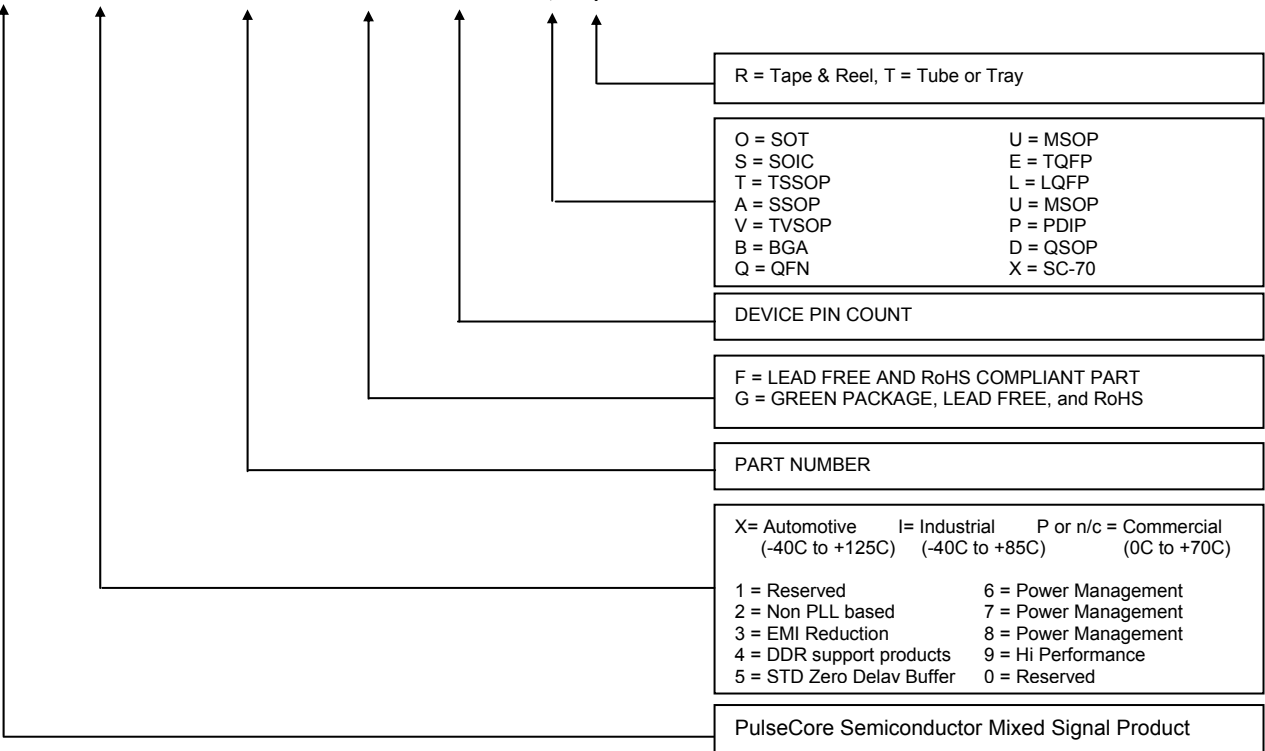 R = Tape & Reel, T = Tube or Tray
O = SOT U = MSOP
S = SOIC E = TQFP
T = TSSOP L = LQFP
A = SSOP U = MSOP
V = TVSOP P = PDIP
B = BGA D = QSOP
Q = QFN X = SC-70
DEVICE PIN COUNT
F = LEAD FREE AND RoHS COMPLIANT PART
G = GREEN PACKAGE, LEAD FREE, and RoHS
PART NUMBER
X= Automotive I= Industrial P or n/c = Commercial
(-40C to +125C) (-40C to +85C) (0C to +70C)
1 = Reserved 6 = Power Management
2 = Non PLL based 7 = Power Management
3 = EMI Reduction 8 = Power Management
4 = DDR support products 9 = Hi Performance
5 = STD Zero Delay Buffer 0 = Reserved
PulseCore Semiconductor Mixed Signal Product